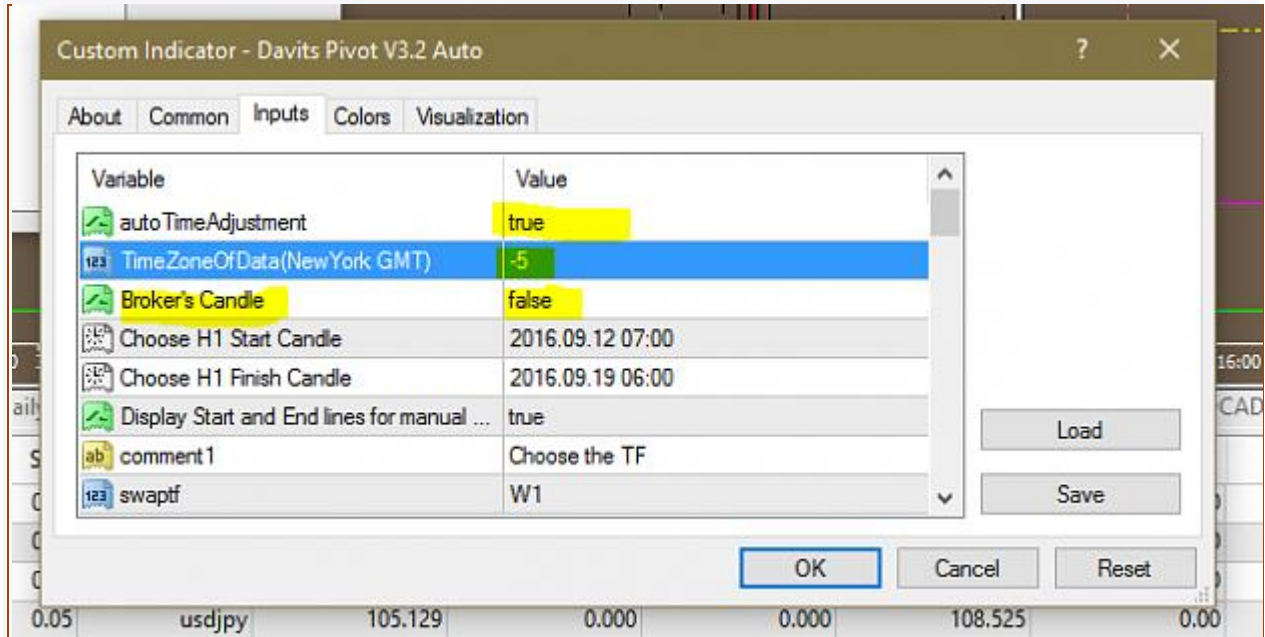 Custom Indicator - Davits Pivot V3.2 Auto ? ×
About Common Inputs Colors Visualization
Variable Value
autoTimeAdjustment true
123 TimeZoneOfData(NewYork GMT) -5
Broker's Candle false
Choose H1 Start Candle 2016.09.12 07:00
16:00
Choose H1 Finish Candle 2016.09.19 06:00
CAD
Display Start and End lines for manual ... true
Load
ab comment1 Choose the TF
123 swaptf W1
Save
OK Cancel Reset
0.05 usdjpy 105.129 0.000 0.000 108.525 0.00